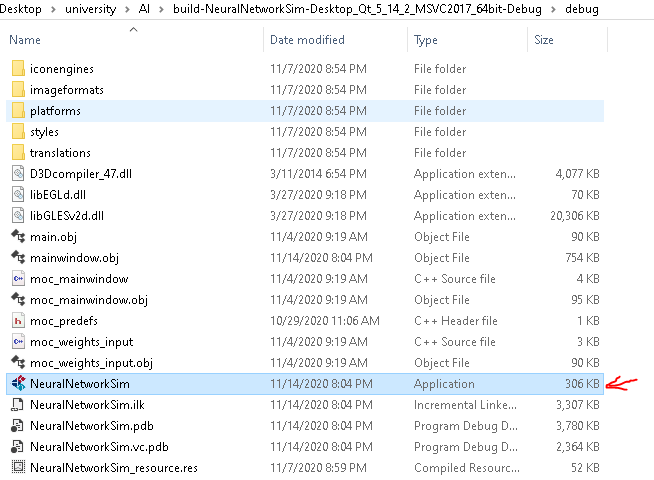 Desktop > university > AI > build-NeuralNetworkSim-Desktop_Qt_5_14_2_MSVC2017_64bit-Debug > debug
Name Date modified Type Size
iconengines 11/7/2020 8:54 PM File folder
imageformats 11/7/2020 8:54 PM File folder
platforms 11/7/2020 8:54 PM File folder
styles 11/7/2020 8:54 PM File folder
translations 11/7/2020 8:54 PM File folder
D3Dcompiler_47.dll 3/11/2014 6:54 PM Application exten... 4,077 KB
libEGLd.dll 3/27/2020 9:18 PM Application exten... 70 KB
libGLESv2d.dll 3/27/2020 9:18 PM Application exten... 20,306 KB
main.obj 11/4/2020 9:19 AM Object File 90 KB
mainwindow.obj 11/14/2020 8:04 PM Object File 754 KB
moc_mainwindow 11/4/2020 9:19 AM C++ Source file 4 KB
moc_mainwindow.obj 11/4/2020 9:19 AM Object File 95 KB
moc_predefs 10/29/2020 11:06 AM C++ Header file 1 KB
moc_weights_input 11/4/2020 9:19 AM C++ Source file 3 KB
moc_weights_input.obj 11/4/2020 9:19 AM Object File 90 KB
NeuralNetworkSim 11/14/2020 8:04 PM Application 306 KB
NeuralNetworkSim.ilk 11/14/2020 8:04 PM Incremental Linke... 3,307 KB
NeuralNetworkSim.pdb 11/14/2020 8:04 PM Program Debug D... 3,780 KB
NeuralNetworkSim.vc.pdb 11/14/2020 8:04 PM Program Debug D... 2,364 KB
NeuralNetworkSim_resource.res 11/7/2020 8:59 PM Compiled Resourc... 52 KB